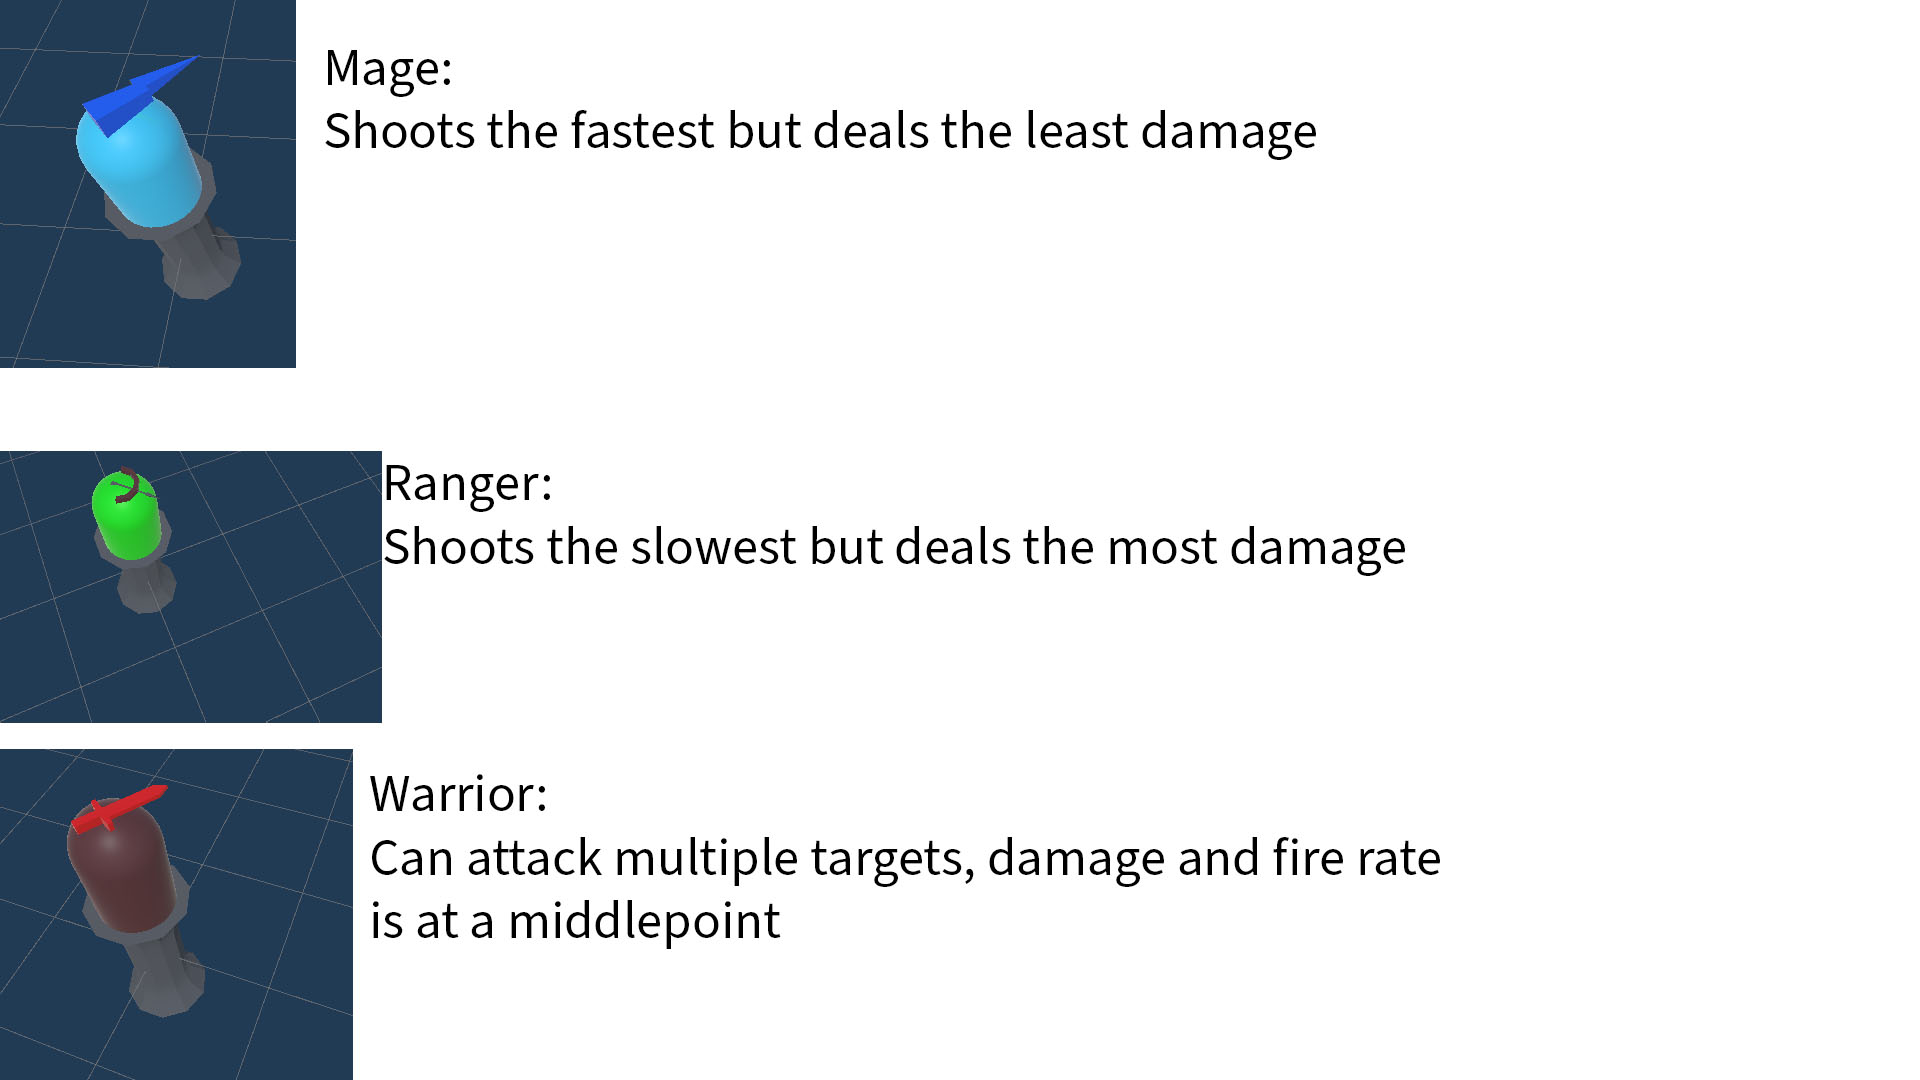 Mage:
Shoots the fastest but deals the least damage
Ranger:
Shoots the slowest but deals the most damage
Warrior:
Can attack multiple targets, damage and fire rate
is at a middlepoint